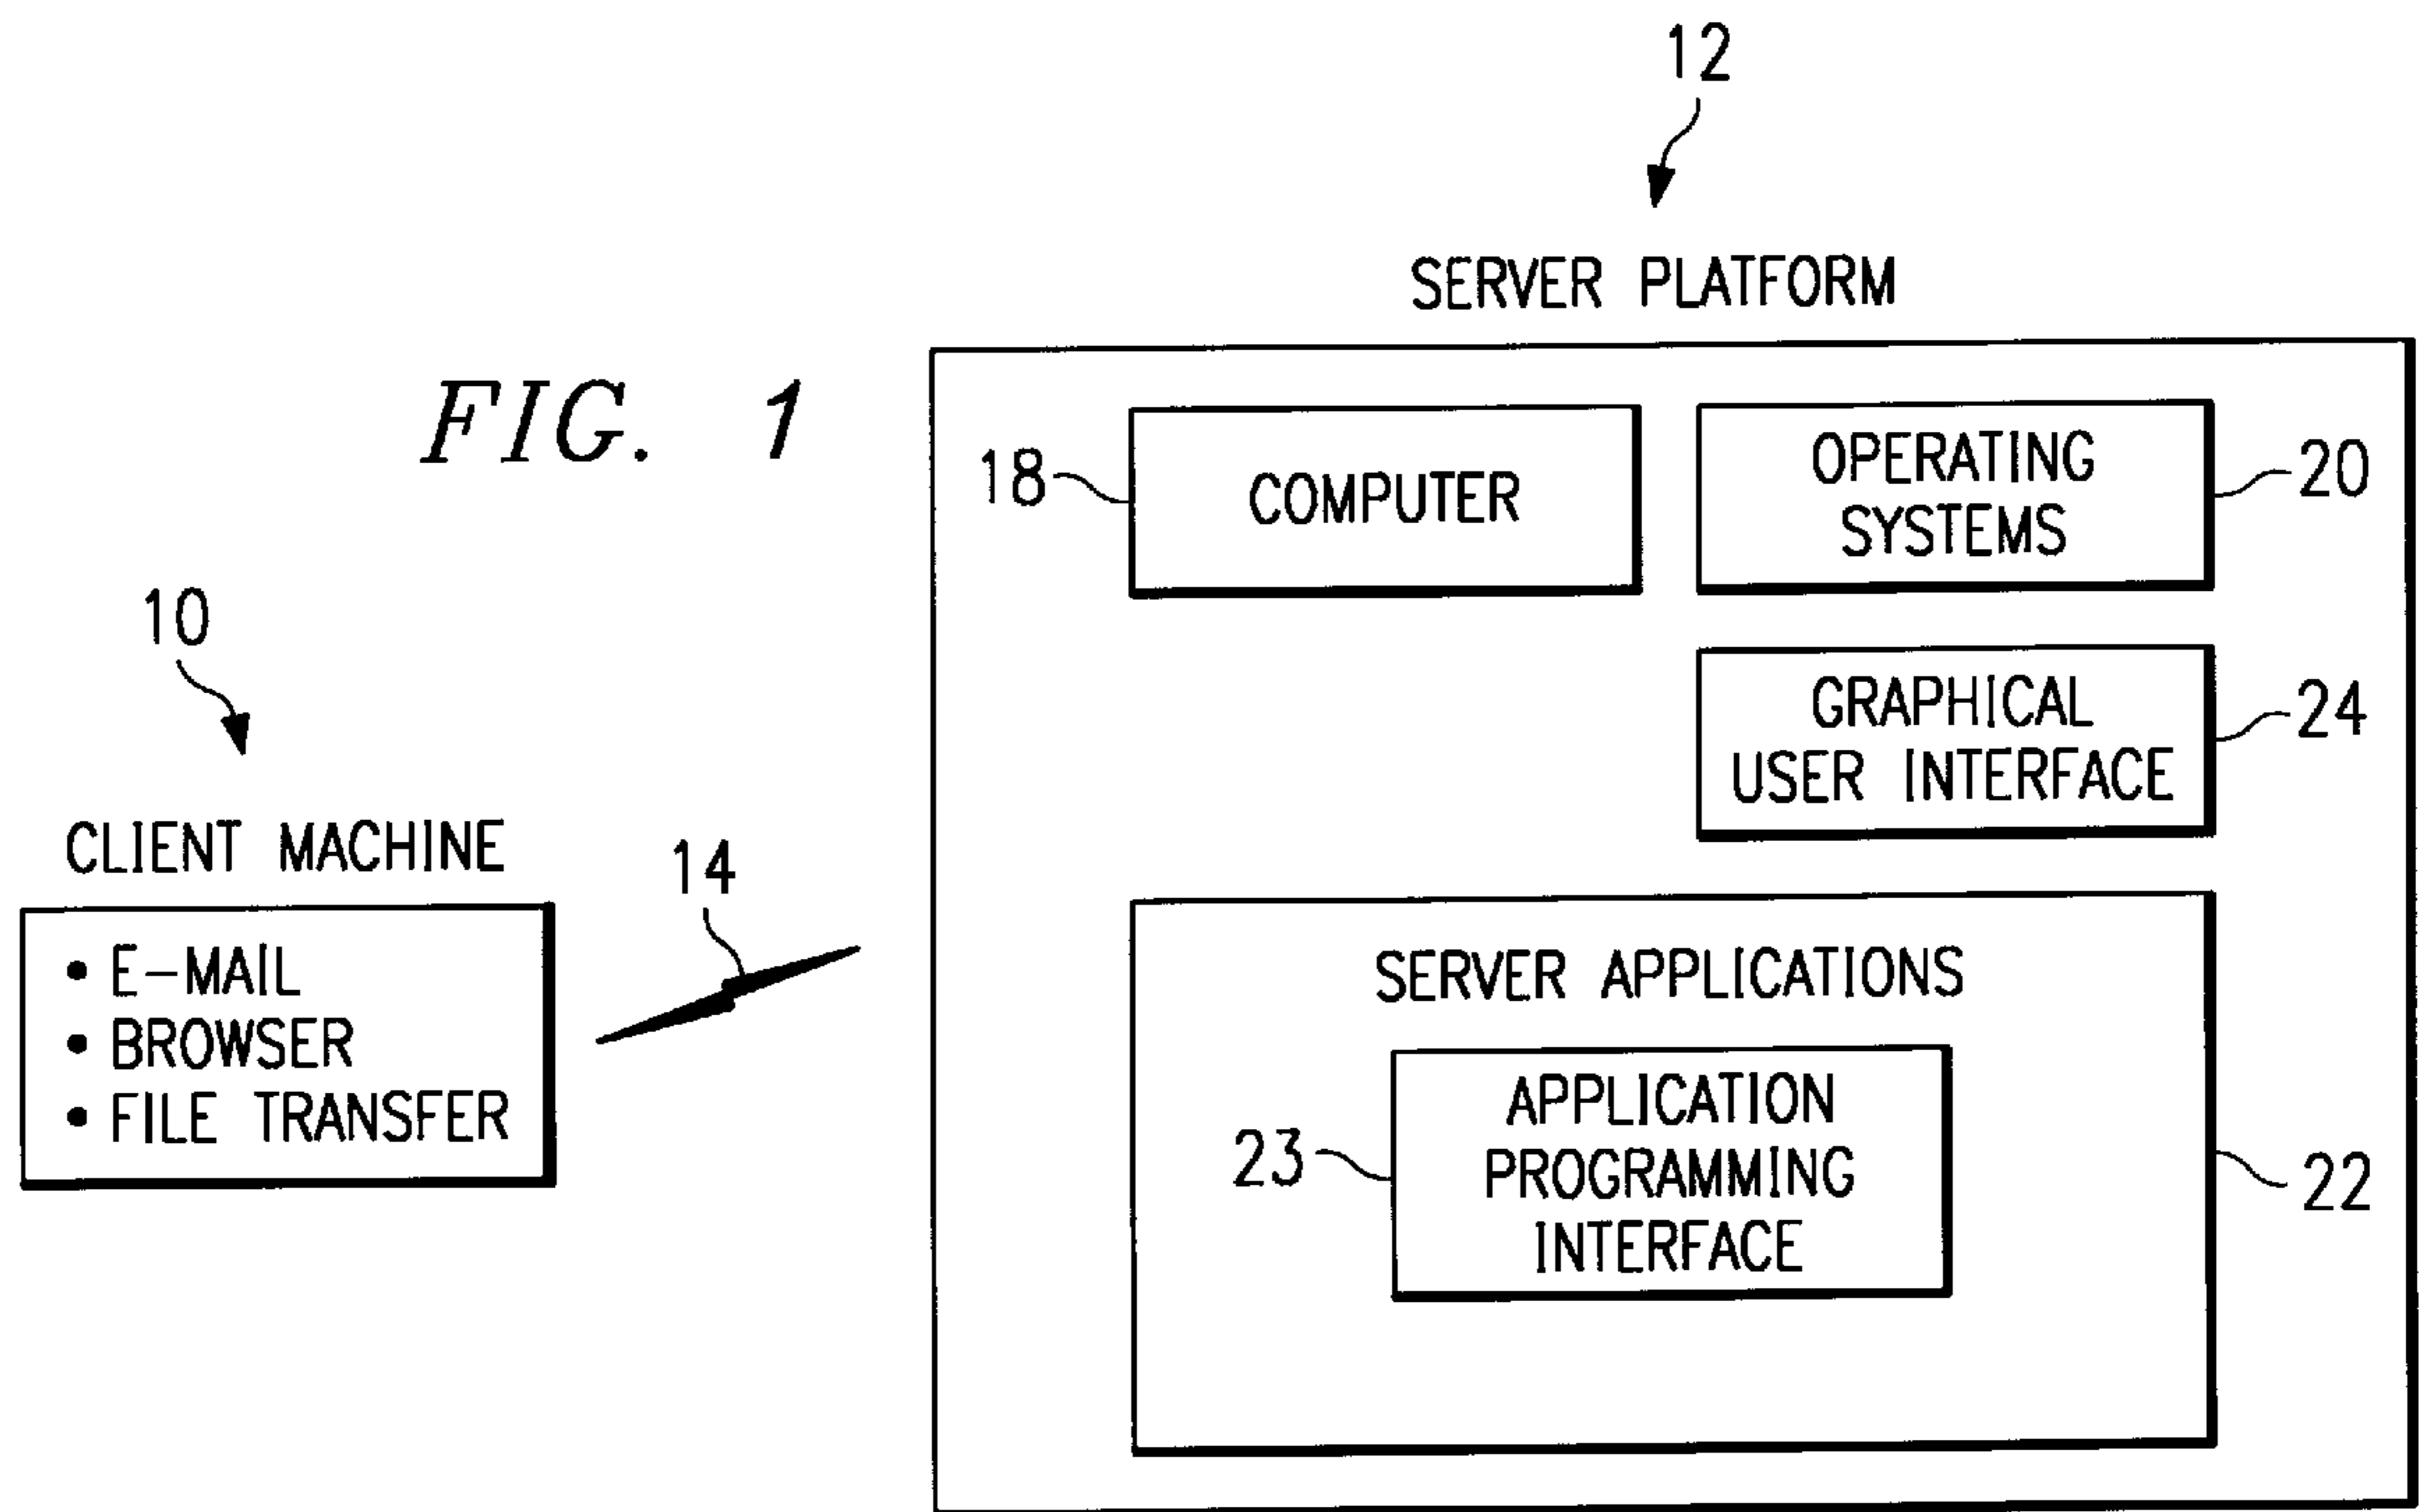 12
SERVER PLATFORM
FIG. 1
18
COMPUTER
OPERATING
SYSTEMS
20
10
GRAPHICAL
USER INTERFACE
24
CLIENT MACHINE
14
• E-MAIL
• BROWSER
• FILE TRANSFER
SERVER APPLICATIONS
23
APPLICATION
PROGRAMMING
INTERFACE
22